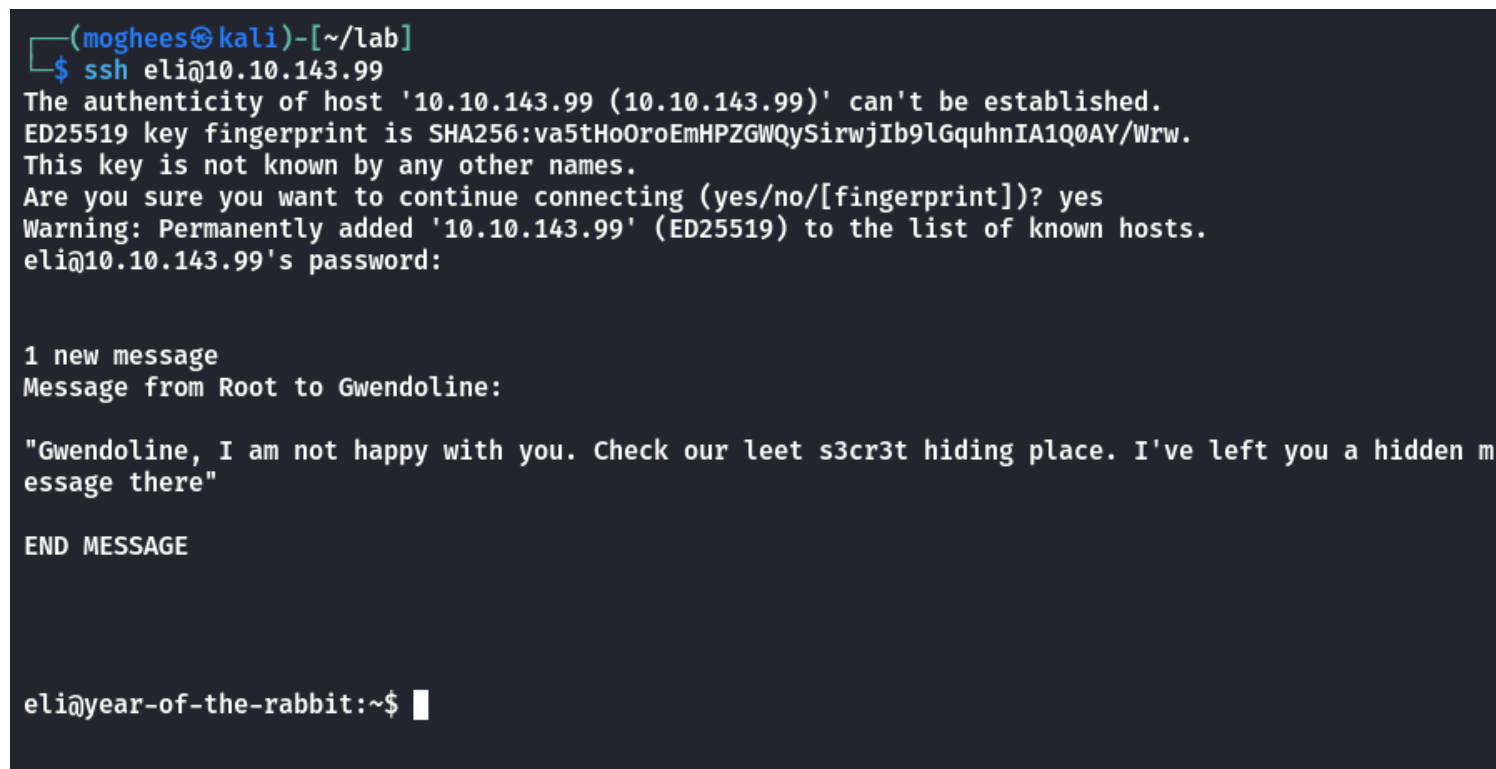 ┌──(moghees㉿kali)-[~/lab]
└─$ ssh eli@10.10.143.99
The authenticity of host '10.10.143.99 (10.10.143.99)' can't be established.
ED25519 key fingerprint is SHA256:va5tHoOroEmHPZGWQySirwjIb9lGquhnIA1Q0AY/Wrw.
This key is not known by any other names.
Are you sure you want to continue connecting (yes/no/[fingerprint])? yes
Warning: Permanently added '10.10.143.99' (ED25519) to the list of known hosts.
eli@10.10.143.99's password:
1 new message
Message from Root to Gwendoline:
"Gwendoline, I am not happy with you. Check our leet s3cr3t hiding place. I've left you a hidden m
essage there"
END MESSAGE
eli@year-of-the-rabbit:~$